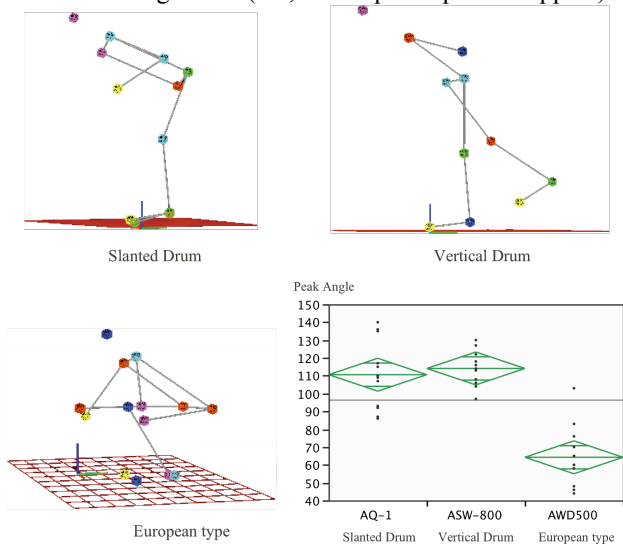 Slanted Drum
Vertical Drum
European type
Peak Angle
150
140
130
120
110
100
90
80
70
60
50
40
AQ-1 ASW-800 AWD500
Slanted Drum Vertical Drum European type